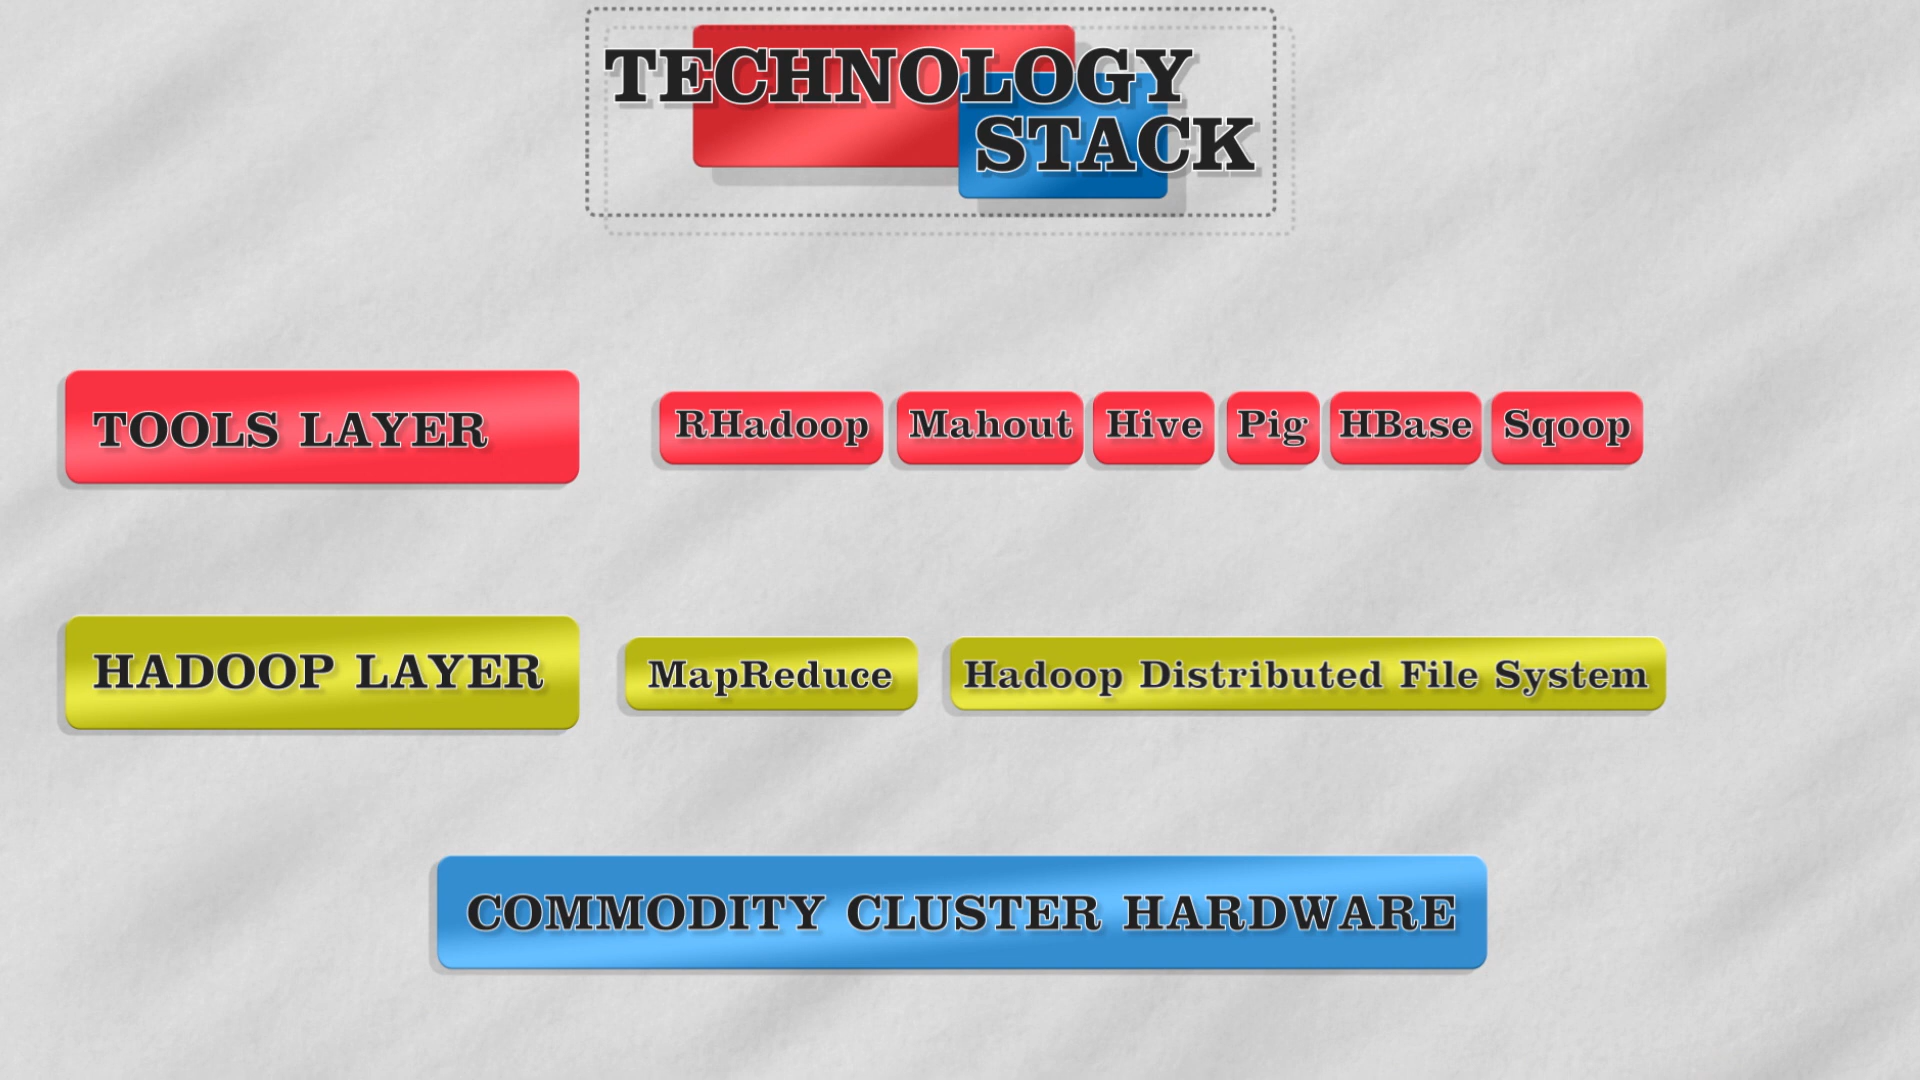 TECHNOLOGY
STACK
TOOLS LAYER
RHadoop Mahout Hive Pig HBase Sqoop
HADOOP LAYER
MapReduce Hadoop Distributed File System
COMMODITY CLUSTER HARDWARE